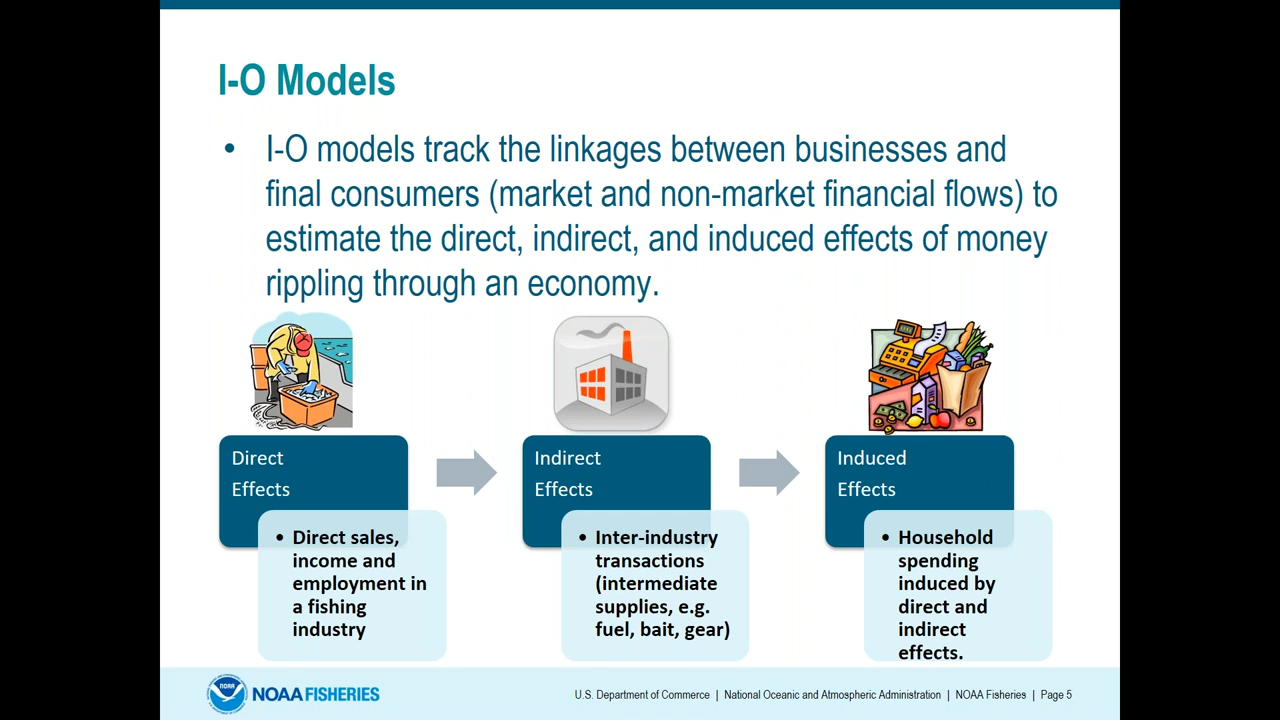 I-O Models
• I-O models track the linkages between businesses and
final consumers (market and non-market financial flows) to
estimate the direct, indirect, and induced effects of money
rippling through an economy.
Direct
Effects
• Direct sales,
income and
employment in
a fishing
industry
Indirect
Effects
• Inter-industry
transactions
(intermediate
supplies, e.g.
fuel, bait, gear)
Induced
Effects
• Household
spending
induced by
direct and
indirect
effects.
NOAA
NOAA FISHERIES
U.S. Department of Commerce | National Oceanic and Atmospheric Administration | NOAA Fisheries | Page 5